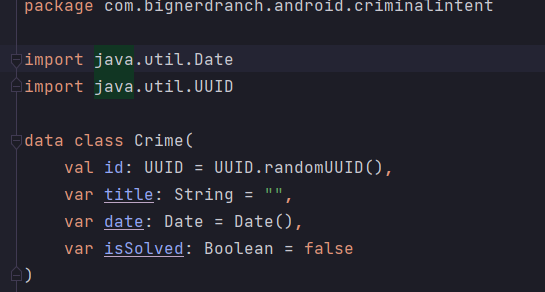 package com.bignerdranch.android.criminalintent
import java.util.Date
import java.util.UUID
data class Crime(
    val id: UUID = UUID.randomUUID(),
    var title: String = "",
    var date: Date = Date(),
    var isSolved: Boolean = false
)